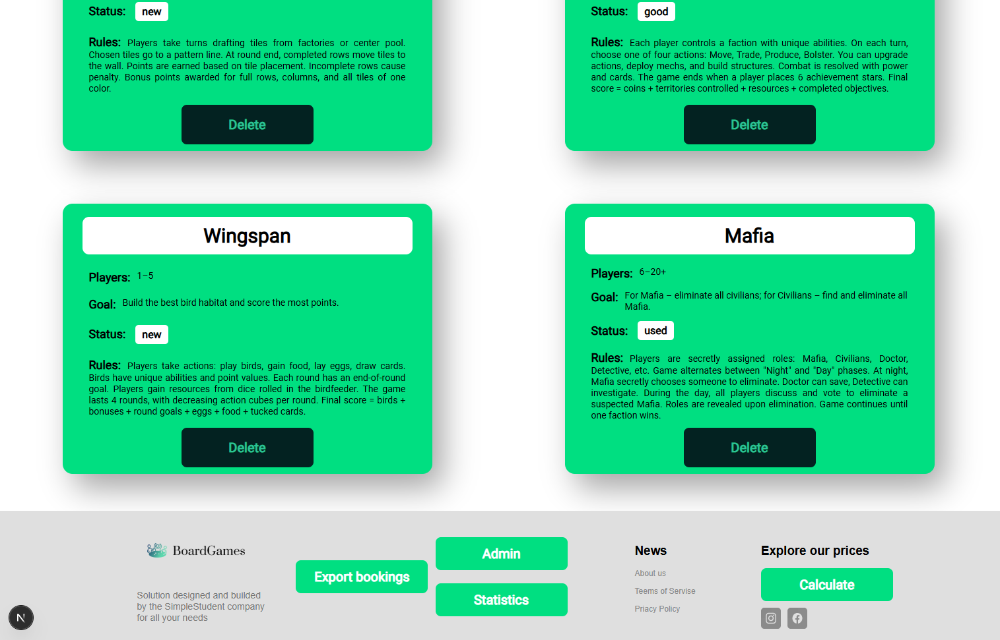 Status: new
Rules: Players take turns drafting tiles from factories or center pool.
Chosen tiles go to a pattern line. At round end, completed rows move tiles to
the wall. Points are earned based on tile placement. Incomplete rows cause
penalty. Bonus points awarded for full rows, columns, and all tiles of one
color.
Delete
Status: good
Rules: Each player controls a faction with unique abilities. On each turn,
choose one of four actions: Move, Trade, Produce, Bolster. You can upgrade
actions, deploy mechs, and build structures. Combat is resolved with power
and cards. The game ends when a player places 6 achievement stars. Final
score = coins + territories controlled + resources + completed objectives.
Delete
Wingspan
Players: 1–5
Goal: Build the best bird habitat and score the most points.
Status: new
Rules: Players take actions: play birds, gain food, lay eggs, draw cards.
Birds have unique abilities and point values. Each round has an end-of-round
goal. Players gain resources from dice rolled in the birdfeeder. The game
lasts 4 rounds, with decreasing action cubes per round. Final score = birds +
bonuses + round goals + eggs + food + tucked cards.
Delete
Mafia
Players: 6–20+
Goal: For Mafia – eliminate all civilians; for Civilians – find and eliminate all
Mafia.
Status: used
Rules: Players are secretly assigned roles: Mafia, Civilians, Doctor,
Detective, etc. Game alternates between "Night" and "Day" phases. At night,
Mafia secretly chooses someone to eliminate. Doctor can save, Detective can
investigate. During the day, all players discuss and vote to eliminate a
suspected Mafia. Roles are revealed upon elimination. Game continues until
one faction wins.
Delete
BoardGames
Solution designed and builded
by the SimpleStudent company
for all your needs
Export bookings
Admin
Statistics
News
About us
Teems of Servise
Priacy Policy
Explore our prices
Calculate
N